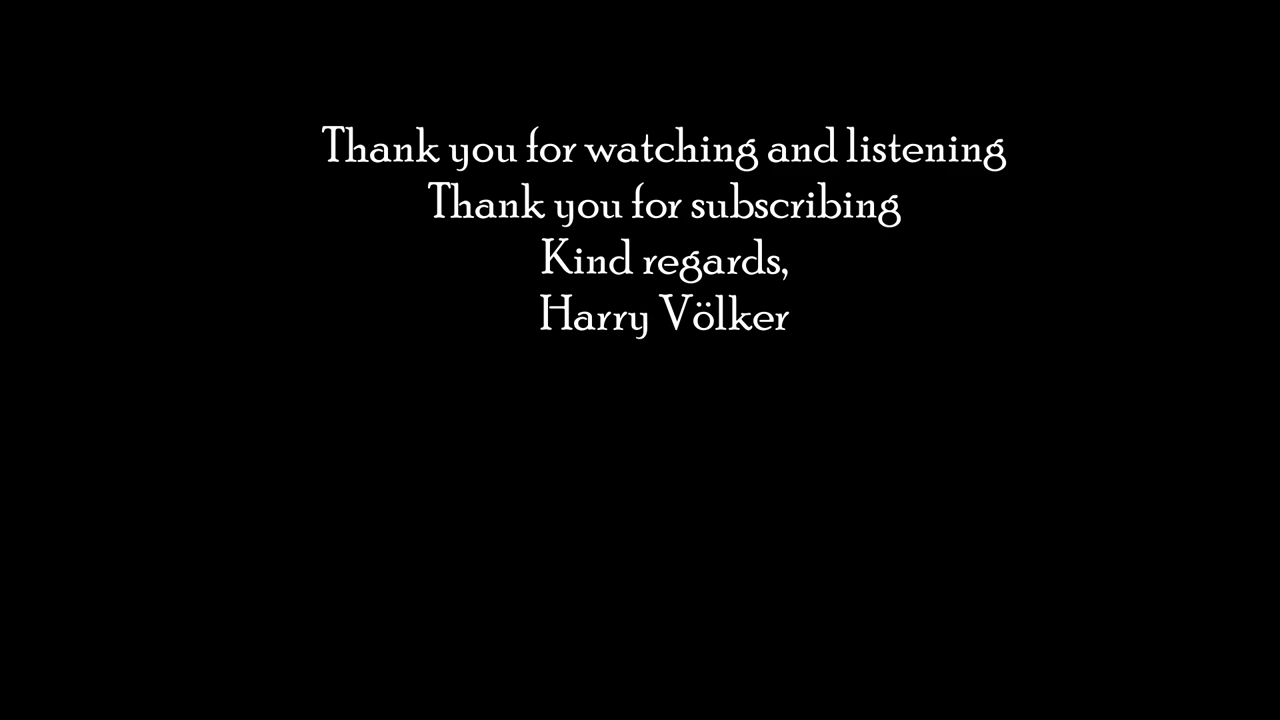 Thank you for watching and listening
Thank you for subscribing
Kind regards,
Harry Völker